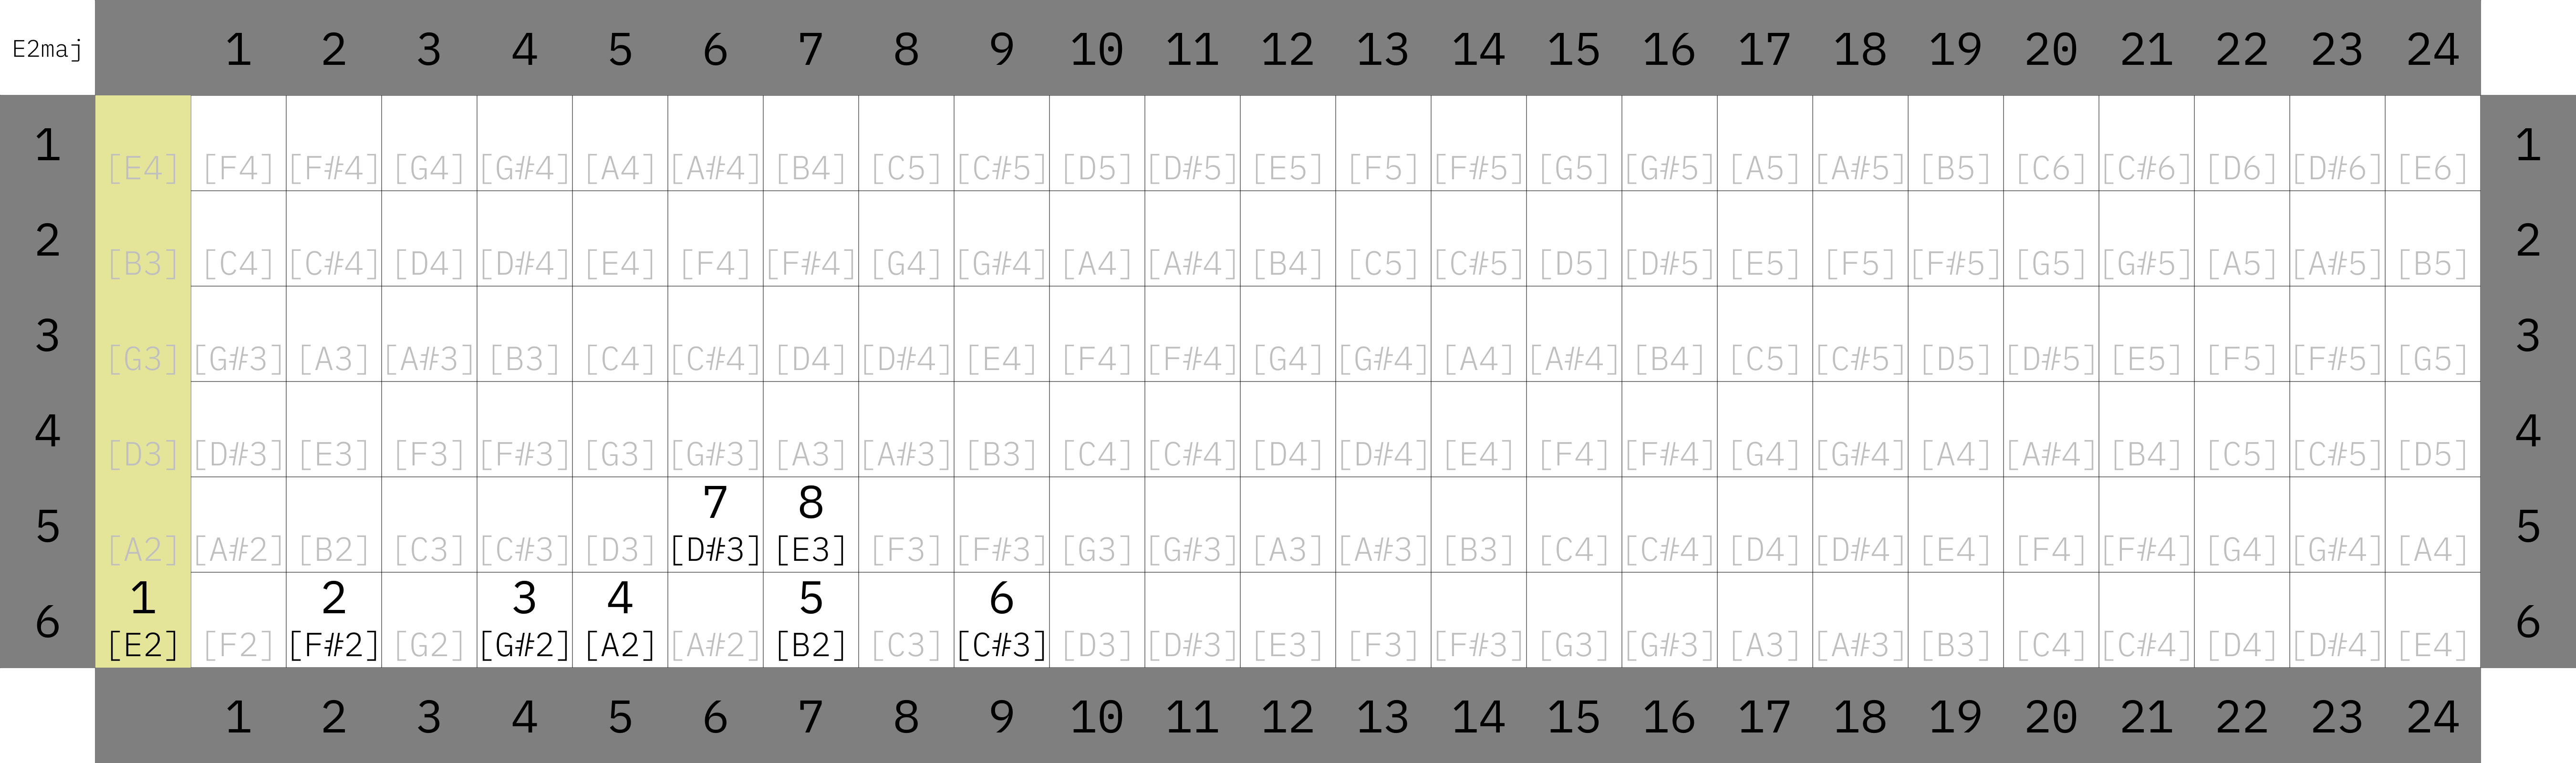 E2maj 1 2 3 4 5 6 7 8 9 10 11 12 13 14 15 16 17 18 19 20 21 22 23 24
1 [E4] [F4] [F#4] [G4] [G#4] [A4] [A#4] [B4] [C5] [C#5] [D5] [D#5] [E5] [F5] [F#5] [G5] [G#5] [A5] [A#5] [B5] [C6] [C#6] [D6] [D#6] [E6] 1
2 [B3] [C4] [C#4] [D4] [D#4] [E4] [F4] [F#4] [G4] [G#4] [A4] [A#4] [B4] [C5] [C#5] [D5] [D#5] [E5] [F5] [F#5] [G5] [G#5] [A5] [A#5] [B5] 2
3 [G3] [G#3] [A3] [A#3] [B3] [C4] [C#4] [D4] [D#4] [E4] [F4] [F#4] [G4] [G#4] [A4] [A#4] [B4] [C5] [C#5] [D5] [D#5] [E5] [F5] [F#5] [G5] 3
4 [D3] [D#3] [E3] [F3] [F#3] [G3] [G#3] [A3] [A#3] [B3] [C4] [C#4] [D4] [D#4] [E4] [F4] [F#4] [G4] [G#4] [A4] [A#4] [B4] [C5] [C#5] [D5] 4
7 8
5 [A2] [A#2] [B2] [C3] [C#3] [D3] [D#3] [E3] [F3] [F#3] [G3] [G#3] [A3] [A#3] [B3] [C4] [C#4] [D4] [D#4] [E4] [F4] [F#4] [G4] [G#4] [A4] 5
1 2 3 4 5 6
6 [E2] [F2] [F#2] [G2] [G#2] [A2] [A#2] [B2] [C3] [C#3] [D3] [D#3] [E3] [F3] [F#3] [G3] [G#3] [A3] [A#3] [B3] [C4] [C#4] [D4] [D#4] [E4] 6
1 2 3 4 5 6 7 8 9 10 11 12 13 14 15 16 17 18 19 20 21 22 23 24